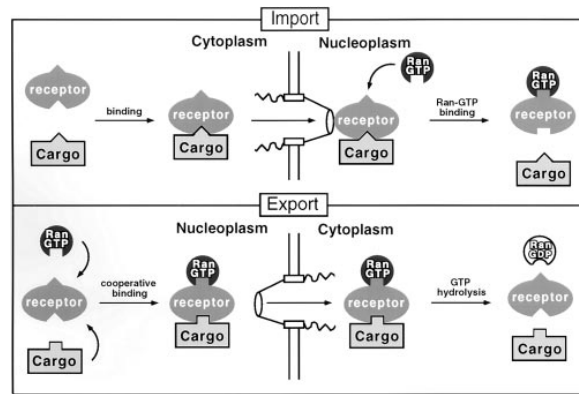 Import
Cytoplasm
Nucleoplasm
Ran
GTP
receptor
binding
receptor
receptor
Ran-GTP
binding
Ran
GTP
receptor
Cargo
Cargo
Cargo
Cargo
Export
Nucleoplasm
Cytoplasm
Ran
GTP
Ran
GTP
Ran
GTP
Ran
GDP
receptor
cooperative
binding
receptor
receptor
GTP
hydrolysis
receptor
Cargo
Cargo
Cargo
Cargo